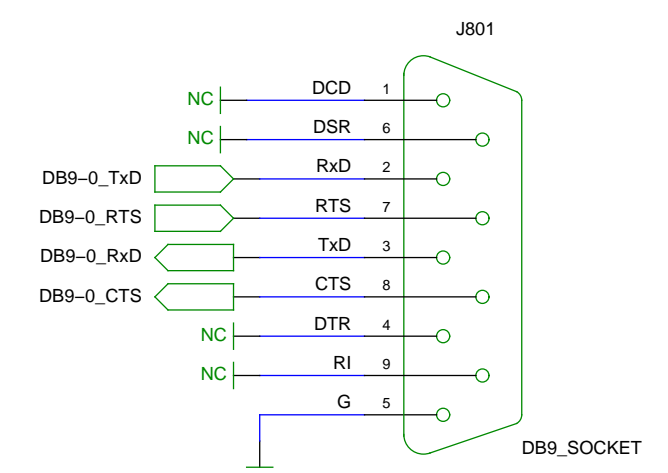 J801
NC DCD 1
NC DSR 6
DB9–0_TxD RxD 2
DB9–0_RTS RTS 7
DB9–0_RxD TxD 3
DB9–0_CTS CTS 8
NC DTR 4
NC RI 9
G 5
DB9_SOCKET